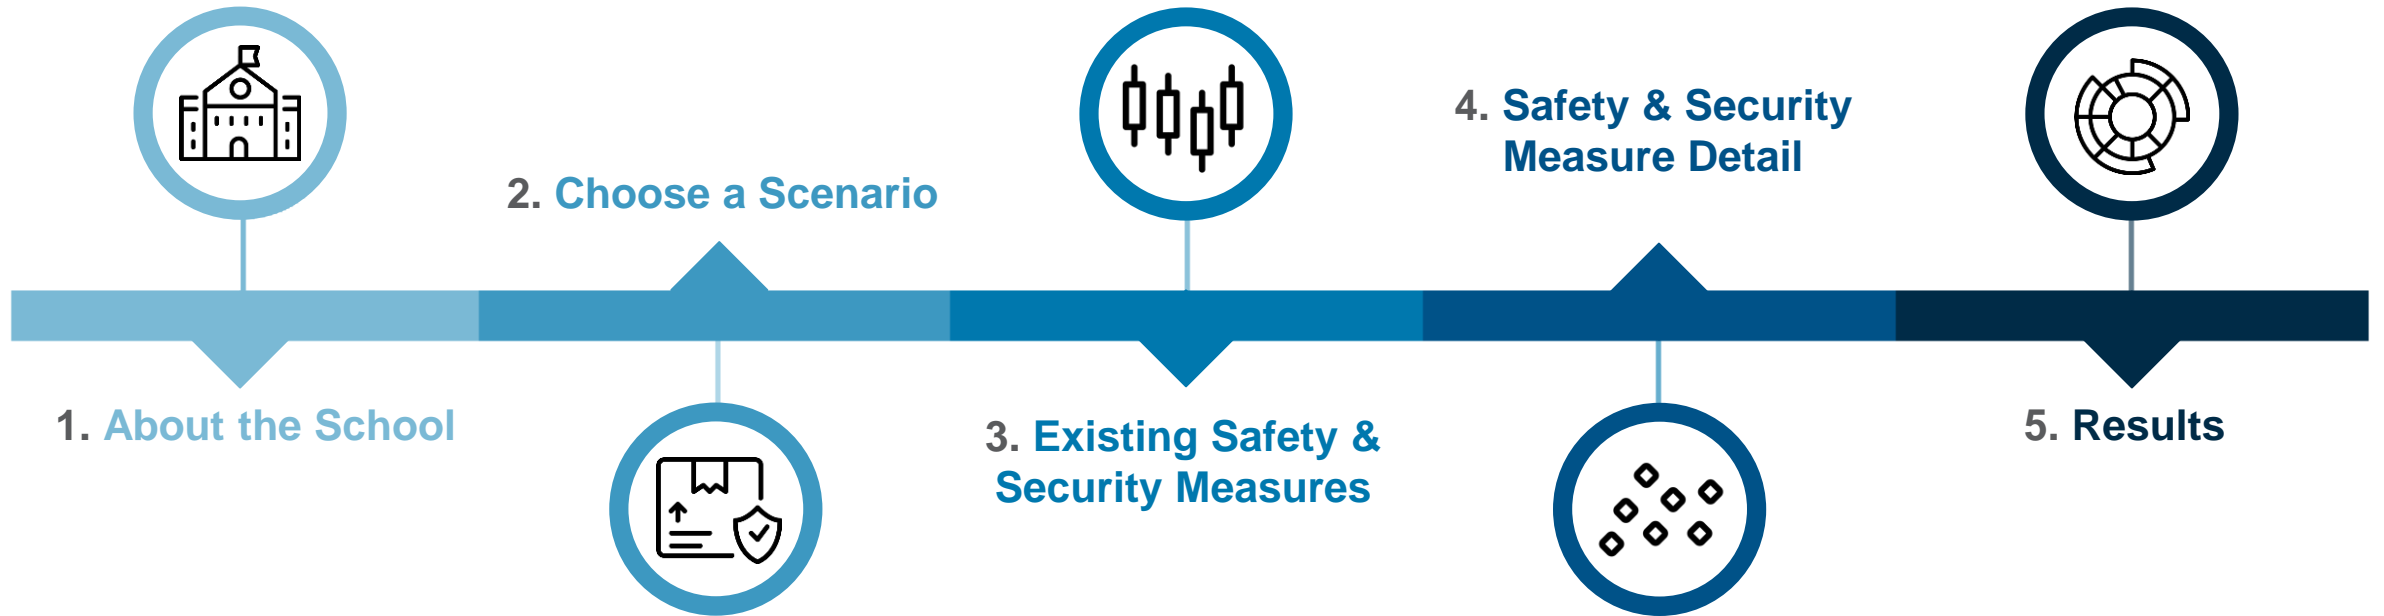 1. About the School
2. Choose a Scenario
3. Existing Safety &
Security Measures
4. Safety & Security
Measure Detail
5. Results